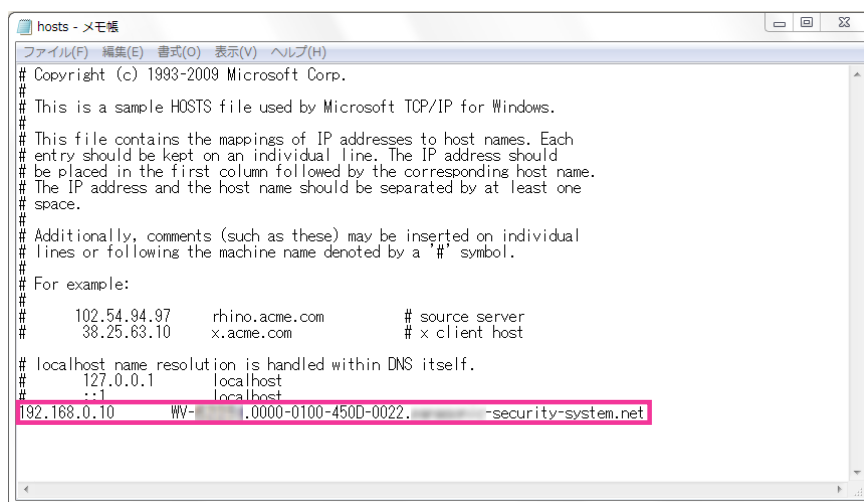 hosts - メモ帳
ファイル(F) 編集(E) 書式(O) 表示(V) ヘルプ(H)
# Copyright (c) 1993-2009 Microsoft Corp.
#
# This is a sample HOSTS file used by Microsoft TCP/IP for Windows.
#
# This file contains the mappings of IP addresses to host names. Each
# entry should be kept on an individual line. The IP address should
# be placed in the first column followed by the corresponding host name.
# The IP address and the host name should be separated by at least one
# space.
#
# Additionally, comments (such as these) may be inserted on individual
# lines or following the machine name denoted by a '#' symbol.
#
# For example:
#
# 102.54.94.97 rhino.acme.com # source server
# 38.25.63.10 x.acme.com # x client host
# localhost name resolution is handled within DNS itself.
# 127.0.0.1 localhost
# ::1 localhost
192.168.0.10 WV- .0000-0100-450D-0022. -security-system.net